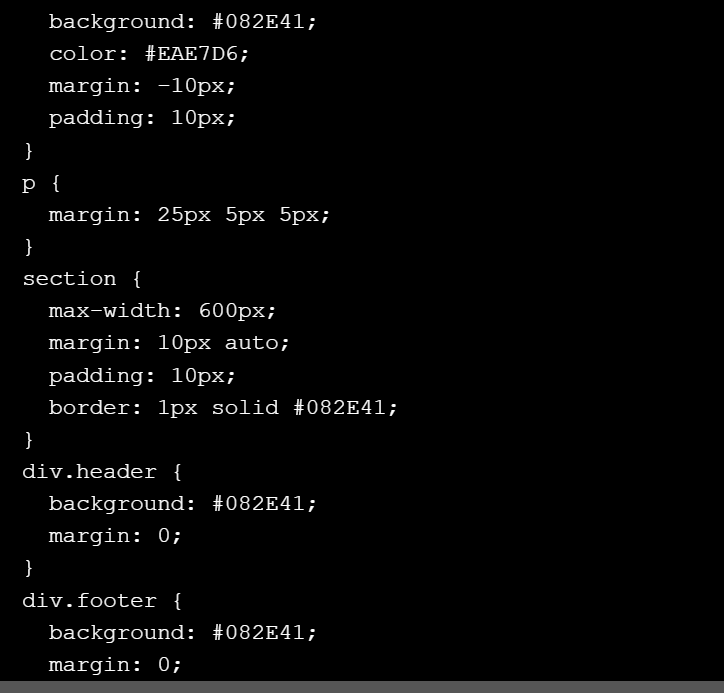 background: #082E41;
color: #EAE7D6;
margin: -10px;
padding: 10px;
}
p {
margin: 25px 5px 5px;
}
section {
max-width: 600px;
margin: 10px auto;
padding: 10px;
border: 1px solid #082E41;
}
div.header {
background: #082E41;
margin: 0;
}
div.footer {
background: #082E41;
margin: 0;